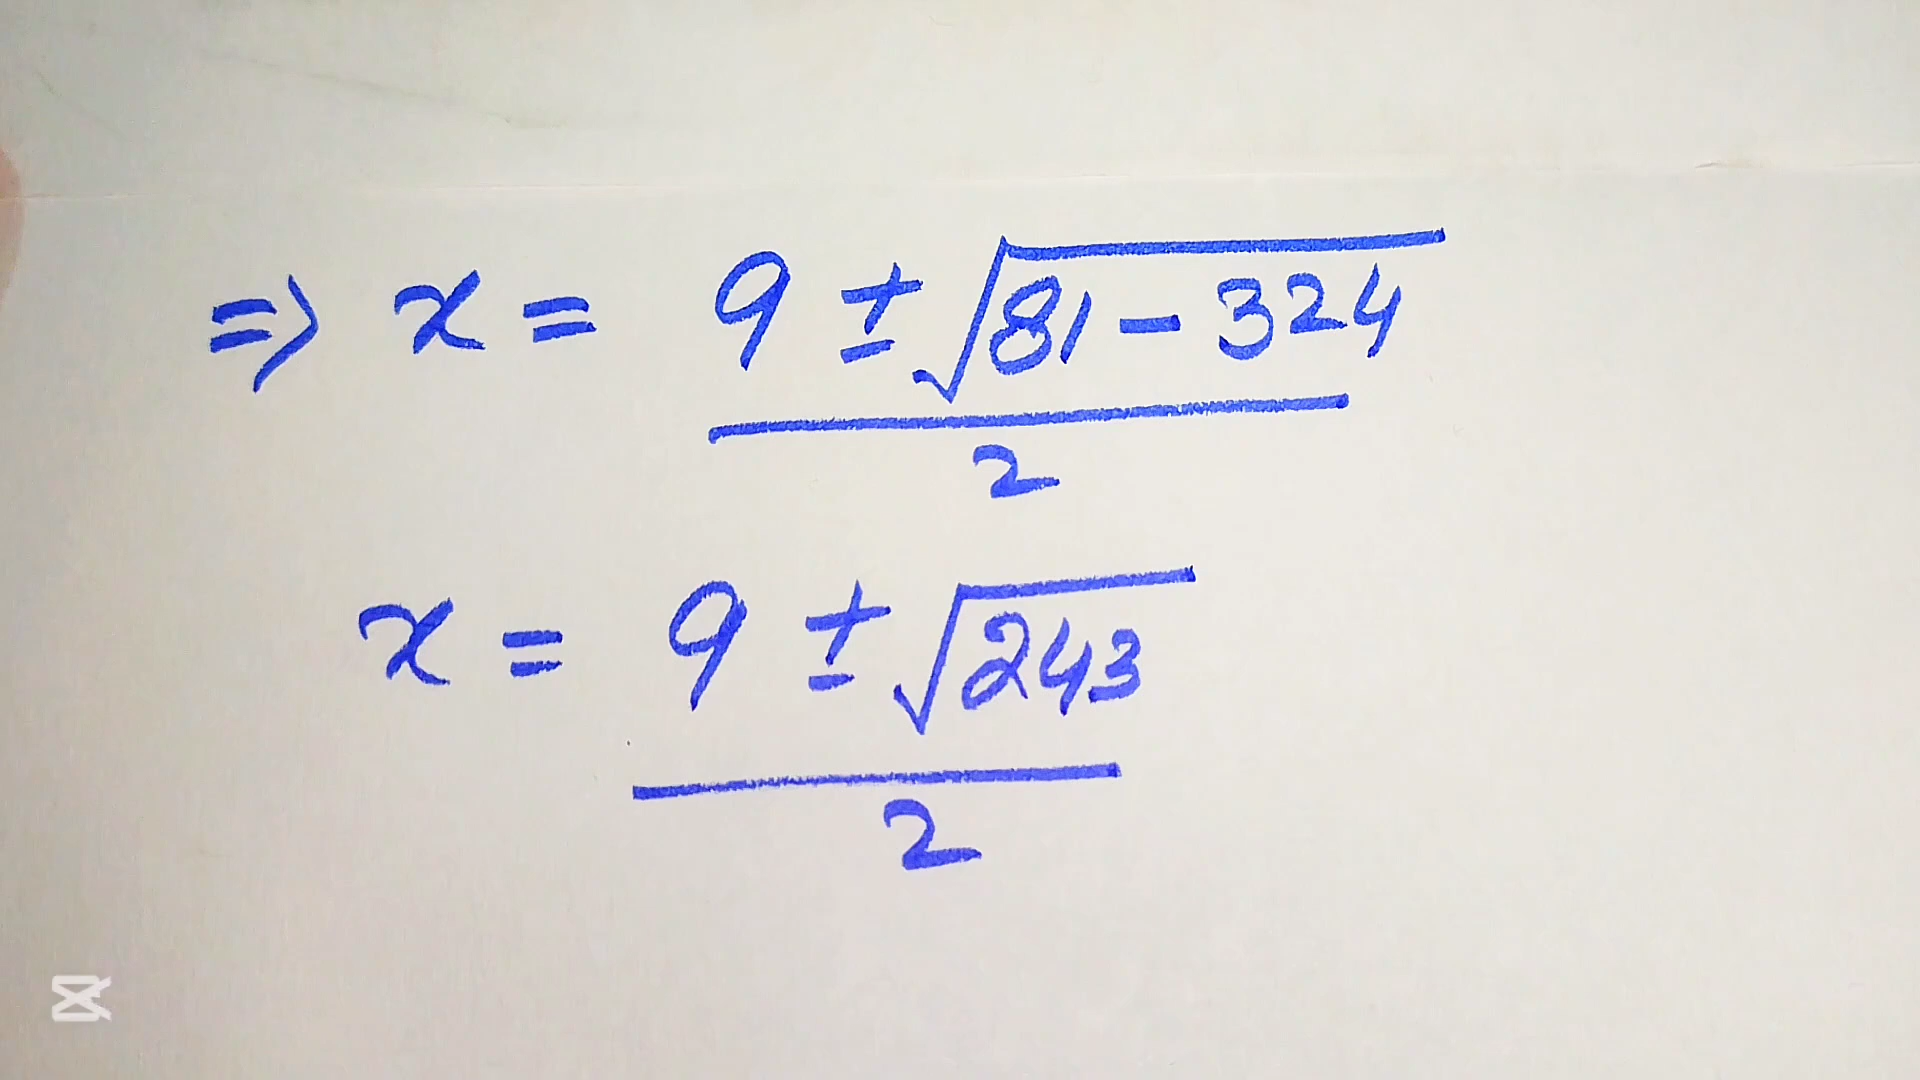 ⇒ x = (9 ± √(81 - 324)) / 2
x = (9 ± √243) / 2